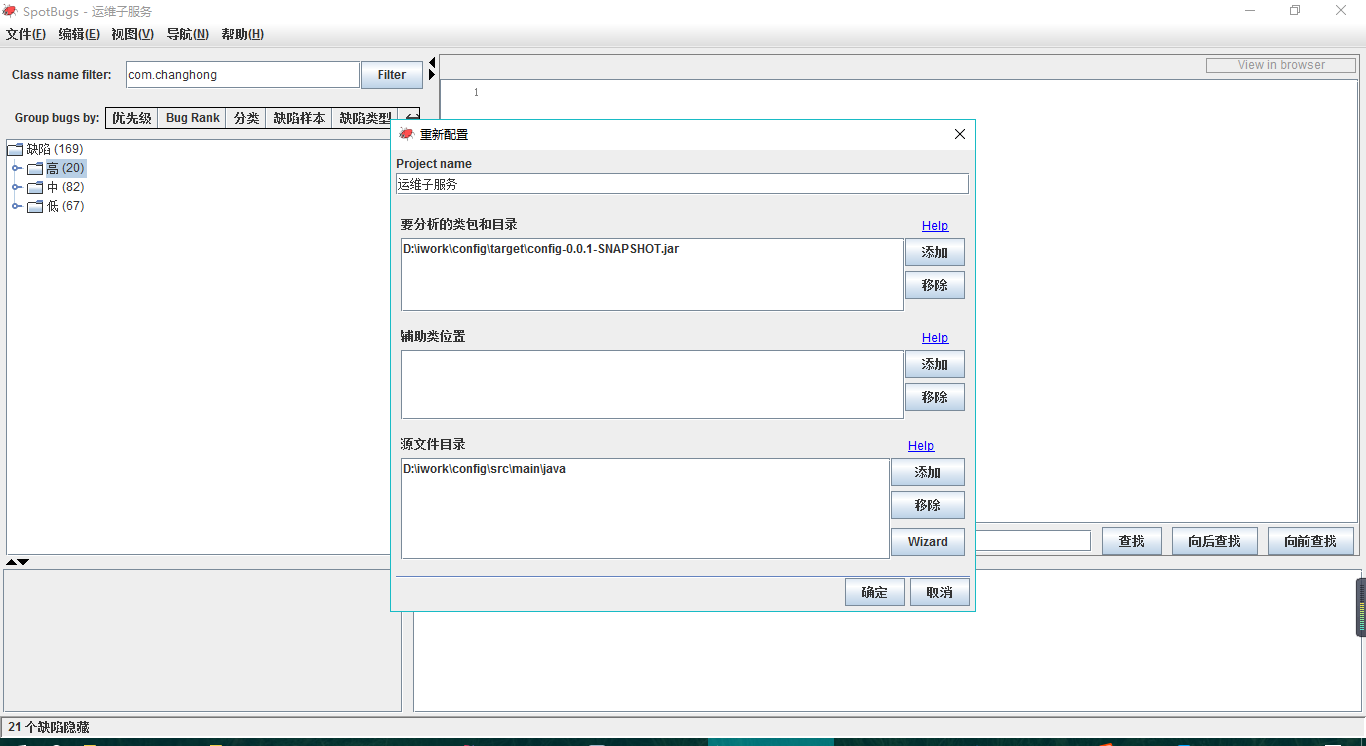 SpotBugs - 运维子服务
文件(F) 编辑(E) 视图(V) 导航(N) 帮助(H)
Class name filter: com.changhong Filter
View in browser
1
Group bugs by: 优先级 Bug Rank 分类 缺陷样本 缺陷类型
缺陷 (169)
高 (20)
中 (82)
低 (67)
重新配置
Project name
运维子服务
要分析的类包和目录 Help
D:\iwork\config\target\config-0.0.1-SNAPSHOT.jar
添加
移除
辅助类位置 Help
添加
移除
源文件目录 Help
D:\iwork\config\src\main\java
添加
移除
Wizard
确定 取消
查找 向后查找 向前查找
21 个缺陷隐藏